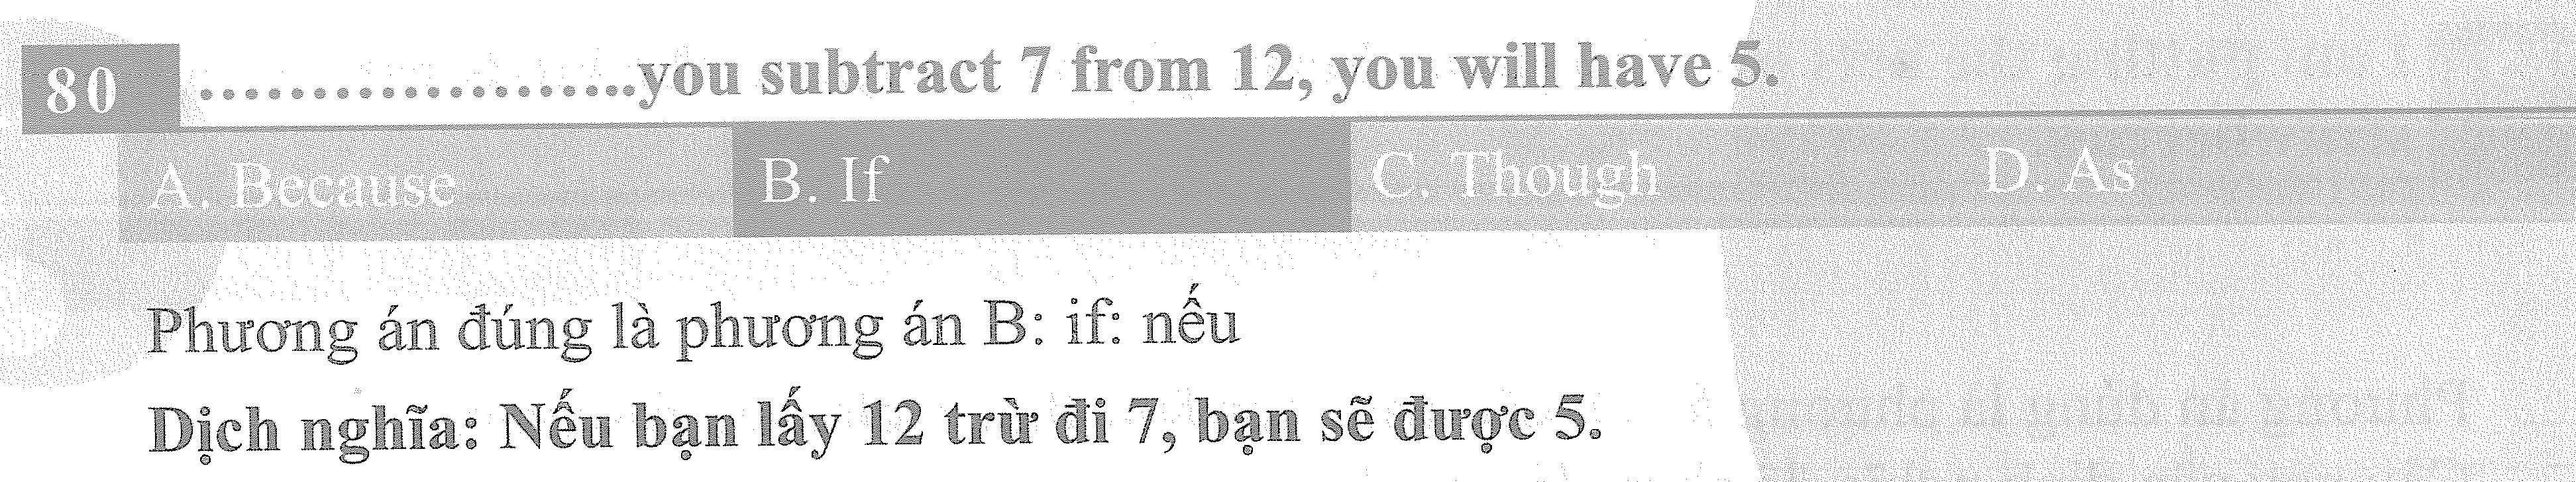 80 .....................you subtract 7 from 12, you will have 5.
A. Because B. If C. Though D. As
Phương án đúng là phương án B: if: nếu
Dịch nghĩa: Nếu bạn lấy 12 trừ đi 7, bạn sẽ được 5.